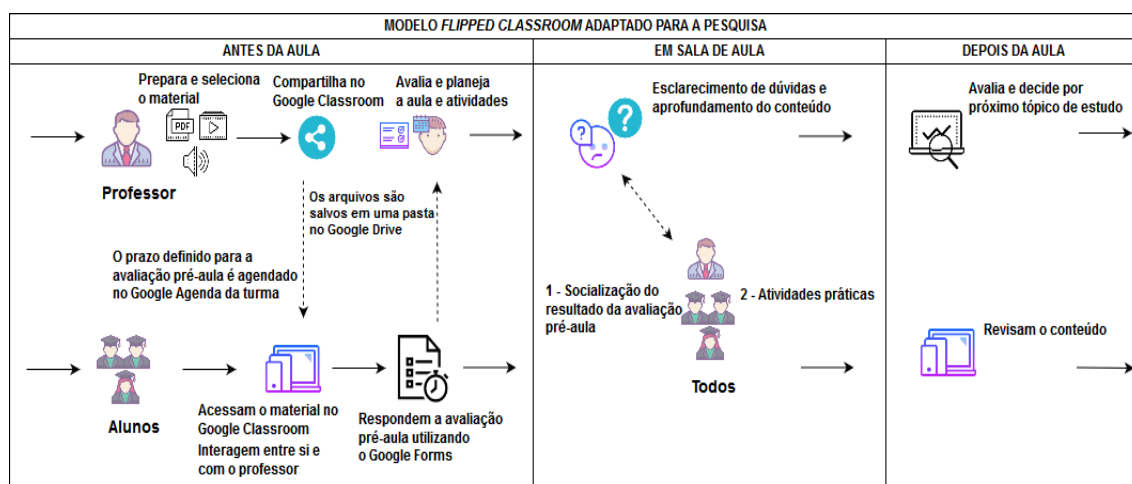 MODELO FLIPPED CLASSROOM ADAPTADO PARA A PESQUISA
ANTES DA AULA
EM SALA DE AULA
DEPOIS DA AULA
Prepara e seleciona
o material
PDF
Professor
Compartilha no
Google Classroom
Avalia e planeja
a aula e atividades
Os arquivos são
salvos em uma pasta
no Google Drive
O prazo definido para a
avaliação pré-aula é agendado
no Google Agenda da turma
Alunos
Acessam o material no
Google Classroom
Interagem entre si e
com o professor
Respondem a avaliação
pré-aula utilizando
o Google Forms
Esclarecimento de dúvidas e
aprofundamento do conteúdo
?
?
1 - Socialização do
resultado da avaliação
pré-aula
2 - Atividades práticas
Todos
Avalia e decide por
próximo tópico de estudo
Revisam o conteúdo